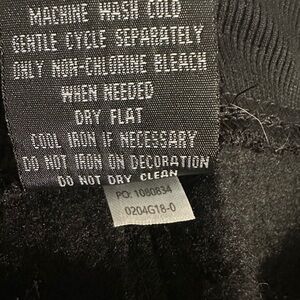 MACHINE WASH COLD
GENTLE CYCLE SEPARATELY
ONLY NON-CHLORINE BLEACH
WHEN NEEDED
DRY FLAT
COOL IRON IF NECESSARY
DO NOT IRON ON DECORATION
DO NOT DRY CLEAN
PO: 1080834
0204G18-0